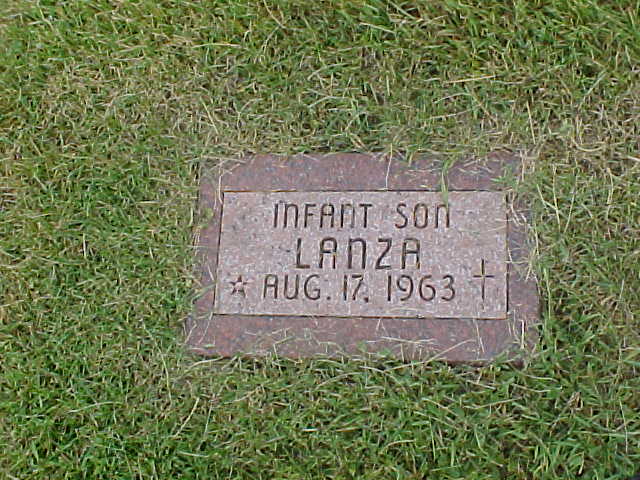 INFANT SON
LANZA
AUG. 17, 1963